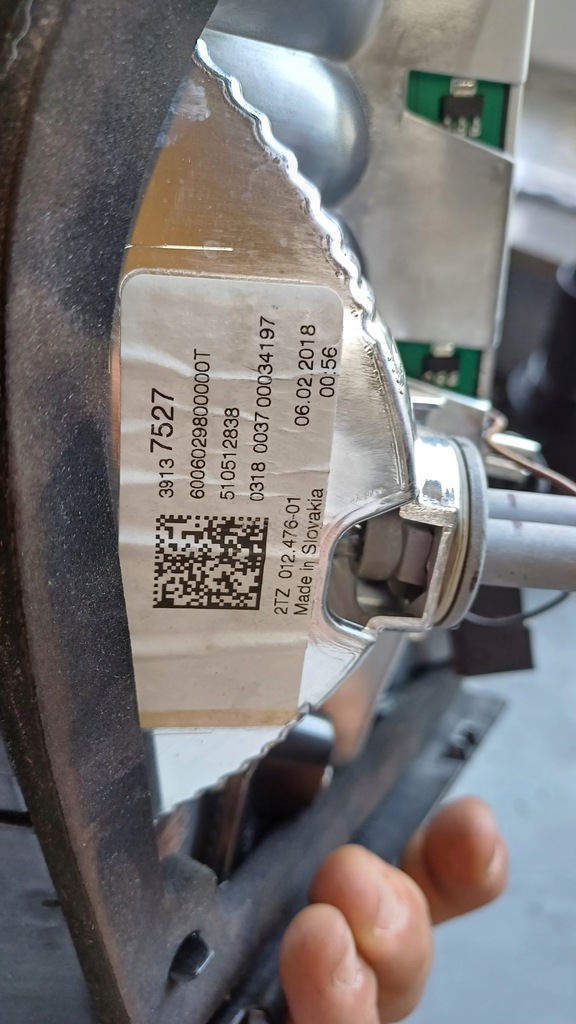 3913 7527
6006029800000T
510512838
0318 0037 00034197
06.02.2018
00:56
2TZ 012.476-01
Made in Slovakia